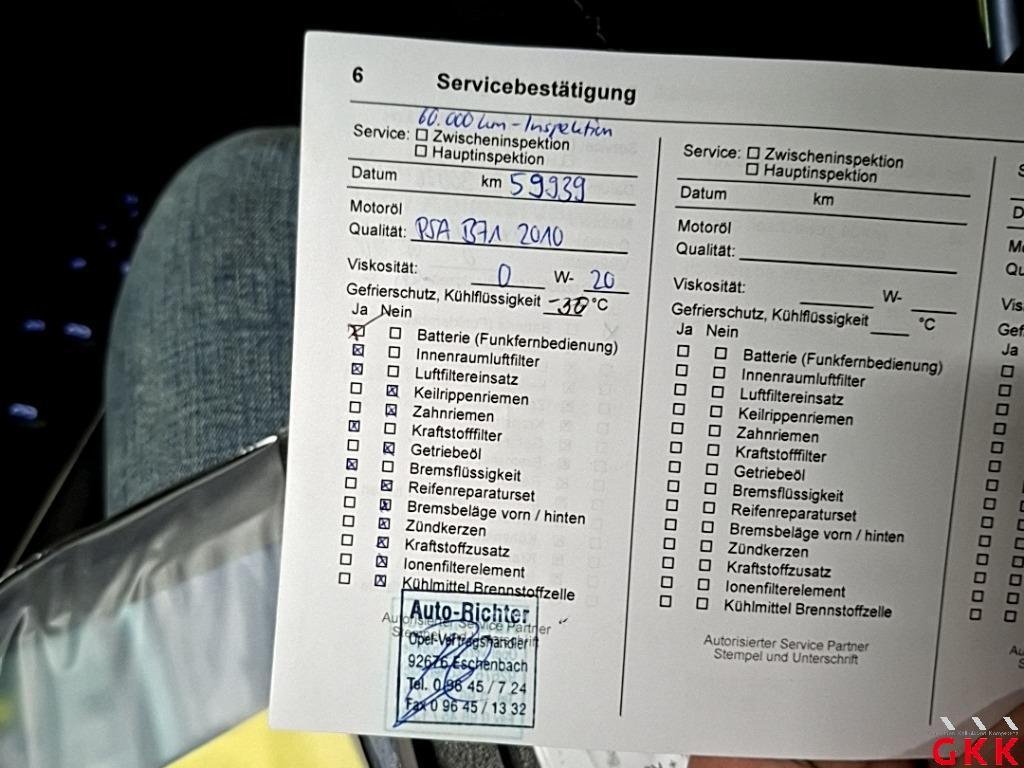 6 Servicebestätigung
60.000 km-Inspektion
Service: Zwischeninspektion
Hauptinspektion
Datum km 59939
Motoröl
Qualität: PSA B71 2010
Viskosität: 0 W- 20
Gefrierschutz, Kühlflüssigkeit -30 °C
Ja Nein
Batterie (Funkfernbedienung)
Innenraumluftfilter
Luftfiltereinsatz
Keilrippenriemen
Zahnriemen
Kraftstofffilter
Getriebeöl
Bremsflüssigkeit
Reifenreparaturset
Bremsbeläge vorn / hinten
Zündkerzen
Kraftstoffzusatz
Ionenfilterelement
Kühlmittel Brennstoffzelle
Autorisierter Service Partner
Auto-Richter
Opel-Vertragshändler
92676 Eschenbach
Tel. 0 96 45 / 7 24
Fax 0 96 45 / 13 32
Service: Zwischeninspektion
Hauptinspektion
Datum km
Motoröl
Qualität:
Viskosität: W-
Gefrierschutz, Kühlflüssigkeit °C
Ja Nein
Batterie (Funkfernbedienung)
Innenraumluftfilter
Luftfiltereinsatz
Keilrippenriemen
Zahnriemen
Kraftstofffilter
Getriebeöl
Bremsflüssigkeit
Reifenreparaturset
Bremsbeläge vorn / hinten
Zündkerzen
Kraftstoffzusatz
Ionenfilterelement
Kühlmittel Brennstoffzelle
Autorisierter Service Partner
Stempel und Unterschrift
Ja
GKK